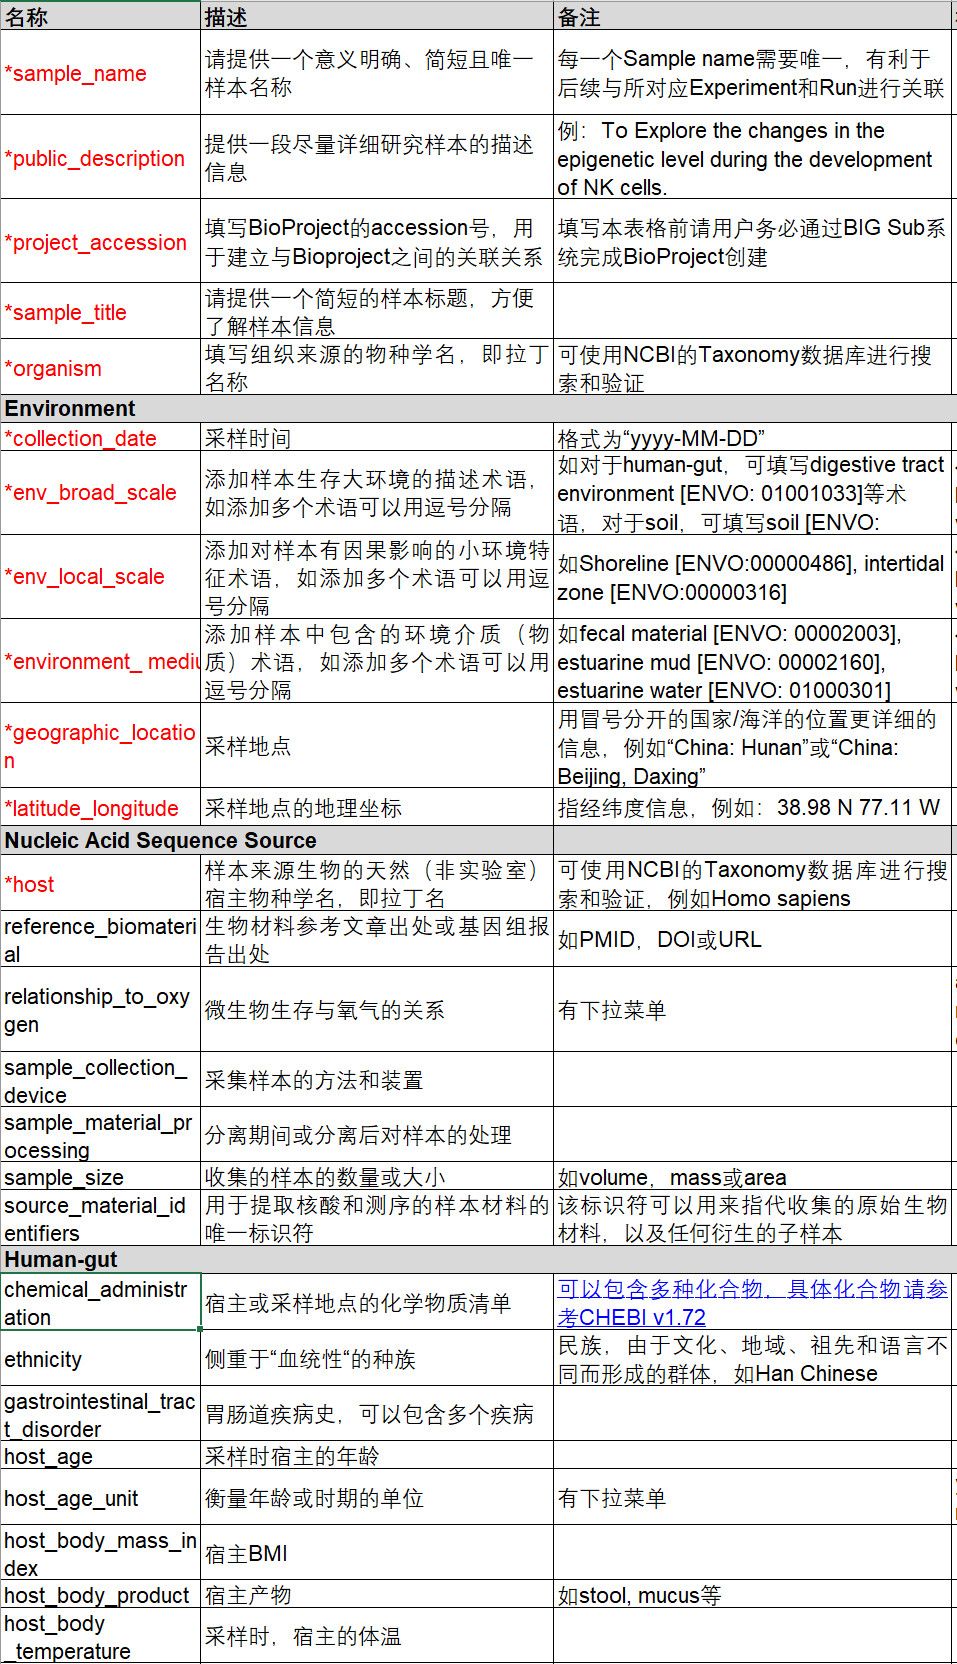 名称 描述 备注
*sample_name
请提供一个意义明确、简短且唯一
样本名称
每一个Sample name需要唯一，有利于
后续与所对应Experiment和Run进行关联
*public_description
提供一段尽量详细研究样本的描述
信息
例：To Explore the changes in the
epigenetic level during the development
of NK cells.
*project_accession
填写BioProject的accession号，用
于建立与Bioproject之间的关联关系
填写本表格前请用户务必通过BIG Sub系
统完成BioProject创建
*sample_title
请提供一个简短的样本标题，方便
了解样本信息
*organism
填写组织来源的物种学名，即拉丁
名称
可使用NCBI的Taxonomy数据库进行搜
索和验证
Environment
*collection_date
采样时间
格式为“yyyy-MM-DD”
*env_broad_scale
添加样本生存大环境的描述术语，
如添加多个术语可以用逗号分隔
如对于human-gut，可填写digestive tract
environment [ENVO: 01001033]等术
语，对于soil，可填写soil [ENVO:
*env_local_scale
添加对样本有因果影响的小环境特
征术语，如添加多个术语可以用逗
号分隔
如Shoreline [ENVO:00000486], intertidal
zone [ENVO:00000316]
*environment_ mediu
添加样本中包含的环境介质（物
质）术语，如添加多个术语可以用
逗号分隔
如fecal material [ENVO: 00002003],
estuarine mud [ENVO: 00002160],
estuarine water [ENVO: 01000301]
*geographic_locatio
n
采样地点
用冒号分开的国家/海洋的位置更详细的
信息，例如“China: Hunan”或“China:
Beijing, Daxing”
*latitude_longitude
采样地点的地理坐标
指经纬度信息，例如：38.98 N 77.11 W
Nucleic Acid Sequence Source
*host
样本来源生物的天然（非实验室）
宿主物种学名，即拉丁名
可使用NCBI的Taxonomy数据库进行搜
索和验证，例如Homo sapiens
reference_biomateri
al
生物材料参考文章出处或基因组报
告出处
如PMID，DOI或URL
relationship_to_oxy
gen
微生物生存与氧气的关系
有下拉菜单
sample_collection_
device
采集样本的方法和装置
sample_material_pr
ocessing
分离期间或分离后对样本的处理
sample_size
收集的样本的数量或大小
如volume，mass或area
source_material_id
entifiers
用于提取核酸和测序的样本材料的
唯一标识符
该标识符可以用来指代收集的原始生物
材料，以及任何衍生的子样本
Human-gut
chemical_administr
ation
宿主或采样地点的化学物质清单
可以包含多种化合物，具体化合物请参
考CHEBI v1.72
ethnicity
侧重于“血统性“的种族
民族，由于文化、地域、祖先和语言不
同而形成的群体，如Han Chinese
gastrointestinal_trac
t_disorder
胃肠道疾病史，可以包含多个疾病
host_age
采样时宿主的年龄
host_age_unit
衡量年龄或时期的单位
有下拉菜单
host_body_mass_in
dex
宿主BMI
host_body_product
宿主产物
如stool, mucus等
host_body
_temperature
采样时，宿主的体温